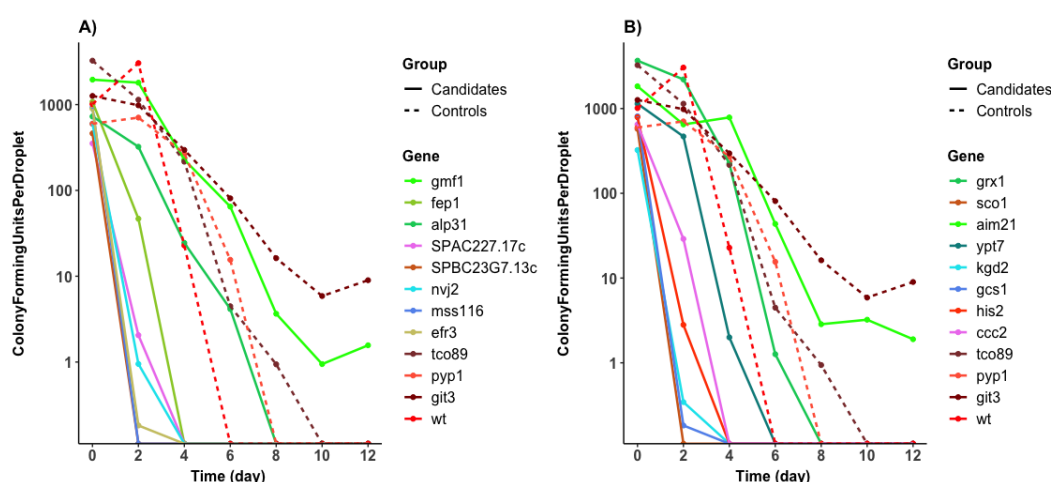 A)
ColonyFormingUnitsPerDroplet
1000
100
10
1
0 2 4 6 8 10 12
Time (day)
Group
Candidates
Controls
Gene
gmf1
fep1
alp31
SPAC227.17c
SPBC23G7.13c
nvj2
mss116
efr3
tco89
pyp1
git3
wt
B)
ColonyFormingUnitsPerDroplet
1000
100
10
1
0 2 4 6 8 10 12
Time (day)
Group
Candidates
Controls
Gene
grx1
sco1
aim21
ypt7
kgd2
gcs1
his2
ccc2
tco89
pyp1
git3
wt